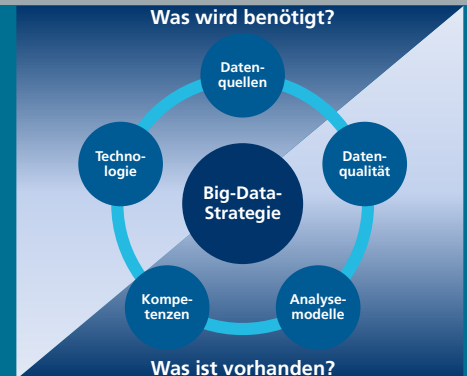 Was wird benötigt?
Daten-
quellen
Techno-
logie
Daten-
qualität
Big-Data-
Strategie
Kompe-
tenzen
Analyse-
modelle
Was ist vorhanden?